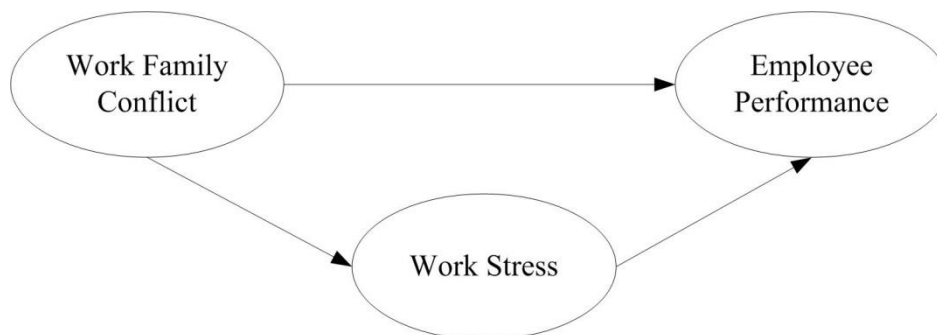 Work Family
Conflict
Employee
Performance
Work Stress